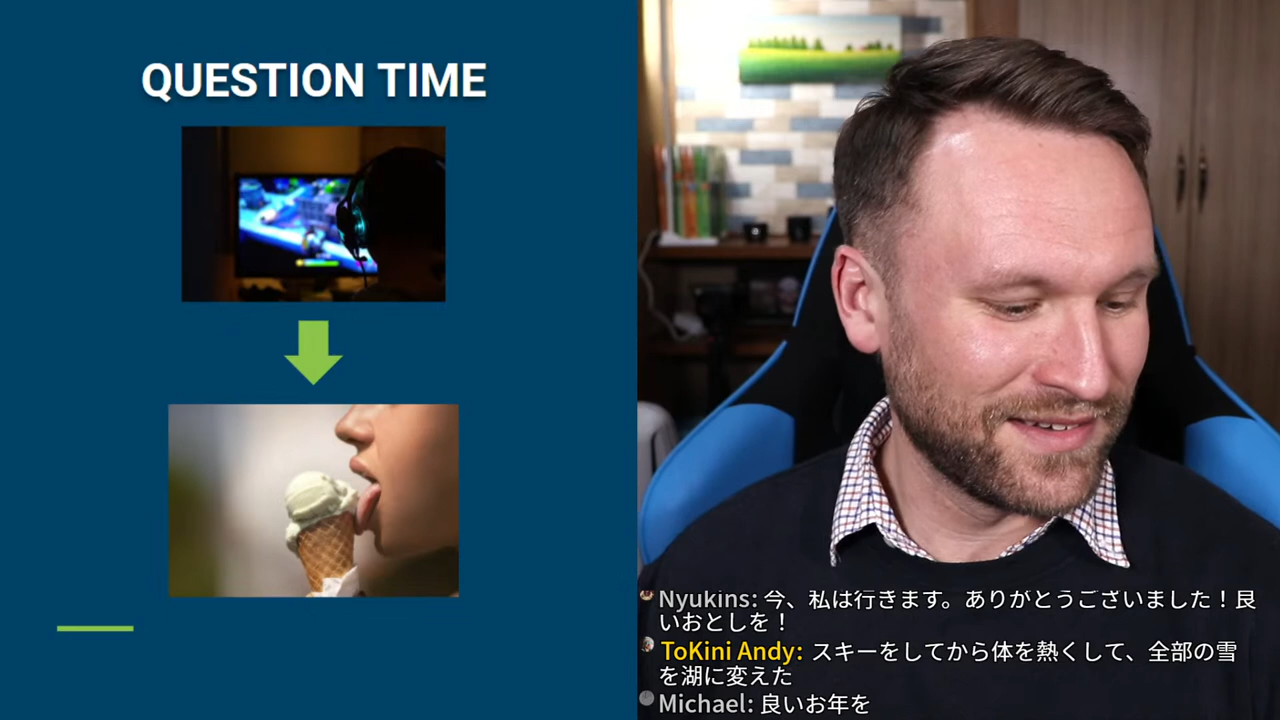 QUESTION TIME
Nyukins: 今、私は行きます。ありがとうございました！良
いおとしを！
ToKini Andy: スキーをしてから体を熱くして、全部の雪
を湖に変えた
Michael: 良いお年を